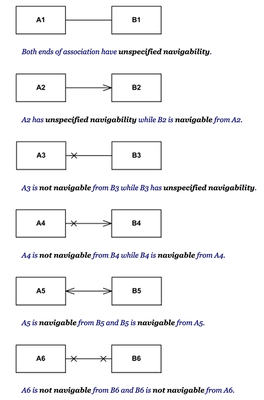 A1 B1
Both ends of association have unspecified navigability.
A2 B2
A2 has unspecified navigability while B2 is navigable from A2.
A3 B3
A3 is not navigable from B3 while B3 has unspecified navigability.
A4 B4
A4 is not navigable from B4 while B4 is navigable from A4.
A5 B5
A5 is navigable from B5 and B5 is navigable from A5.
A6 B6
A6 is not navigable from B6 and B6 is not navigable from A6.